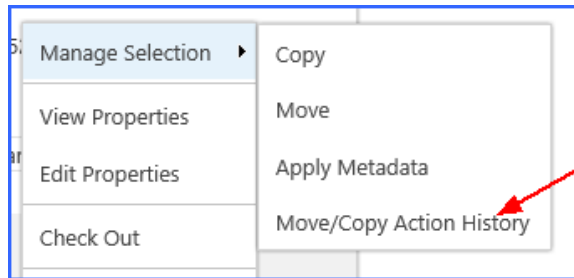 Manage Selection
Copy
View Properties
Move
Edit Properties
Apply Metadata
Check Out
Move/Copy Action History